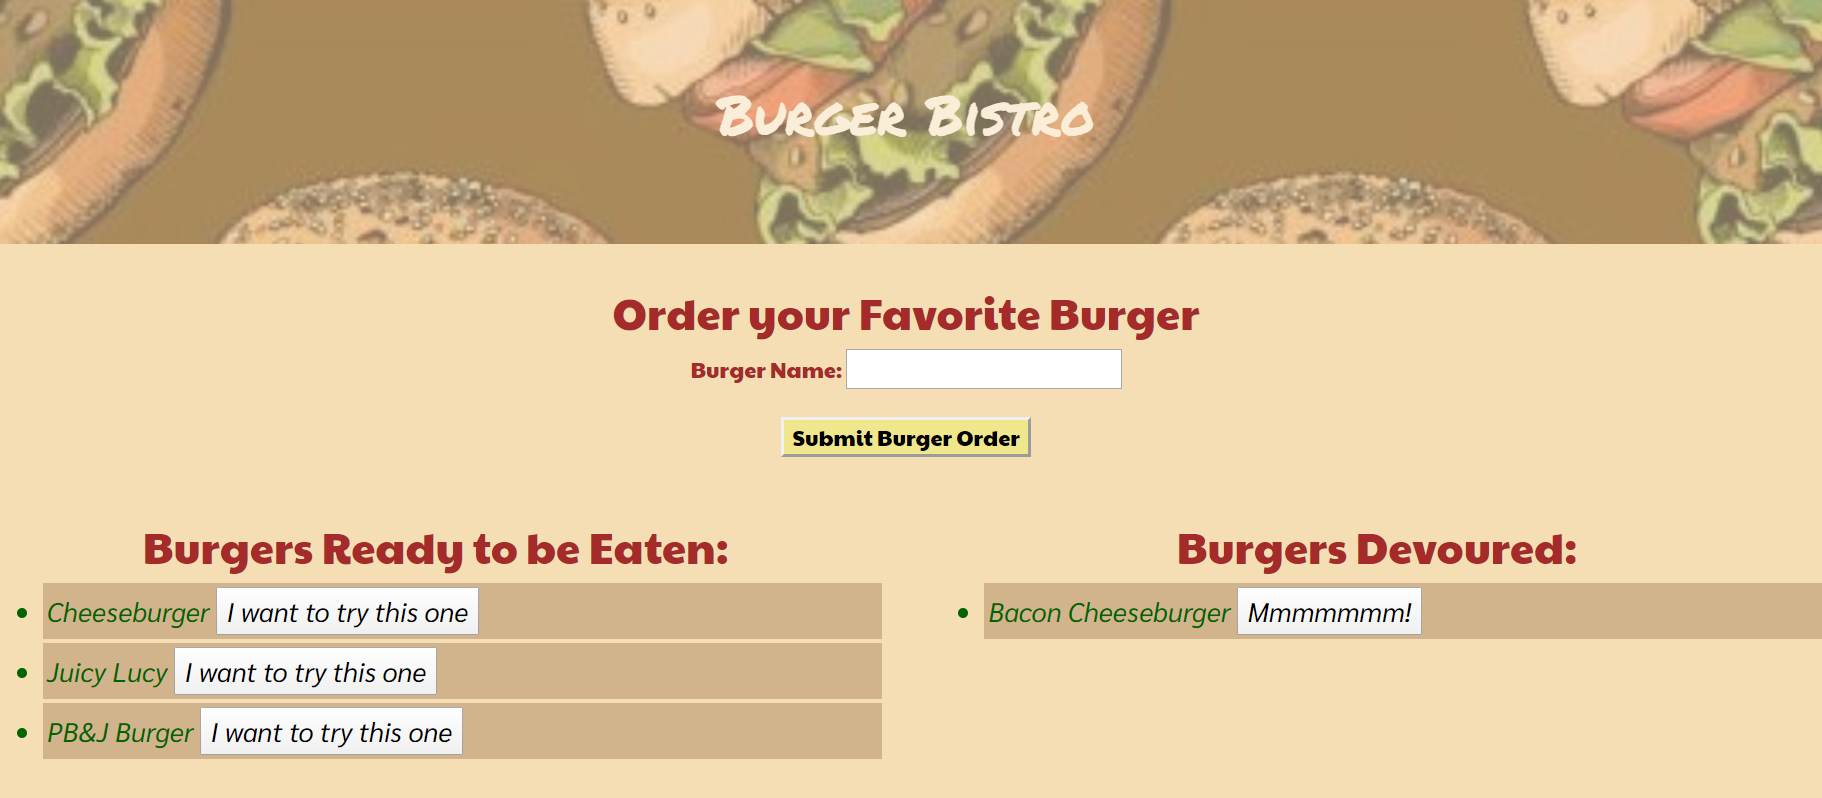 Burger Bistro
Order your Favorite Burger
Burger Name:
Submit Burger Order
Burgers Ready to be Eaten:
Cheeseburger I want to try this one
Juicy Lucy I want to try this one
PB&J Burger I want to try this one
Burgers Devoured:
Bacon Cheeseburger Mmmmmmm!